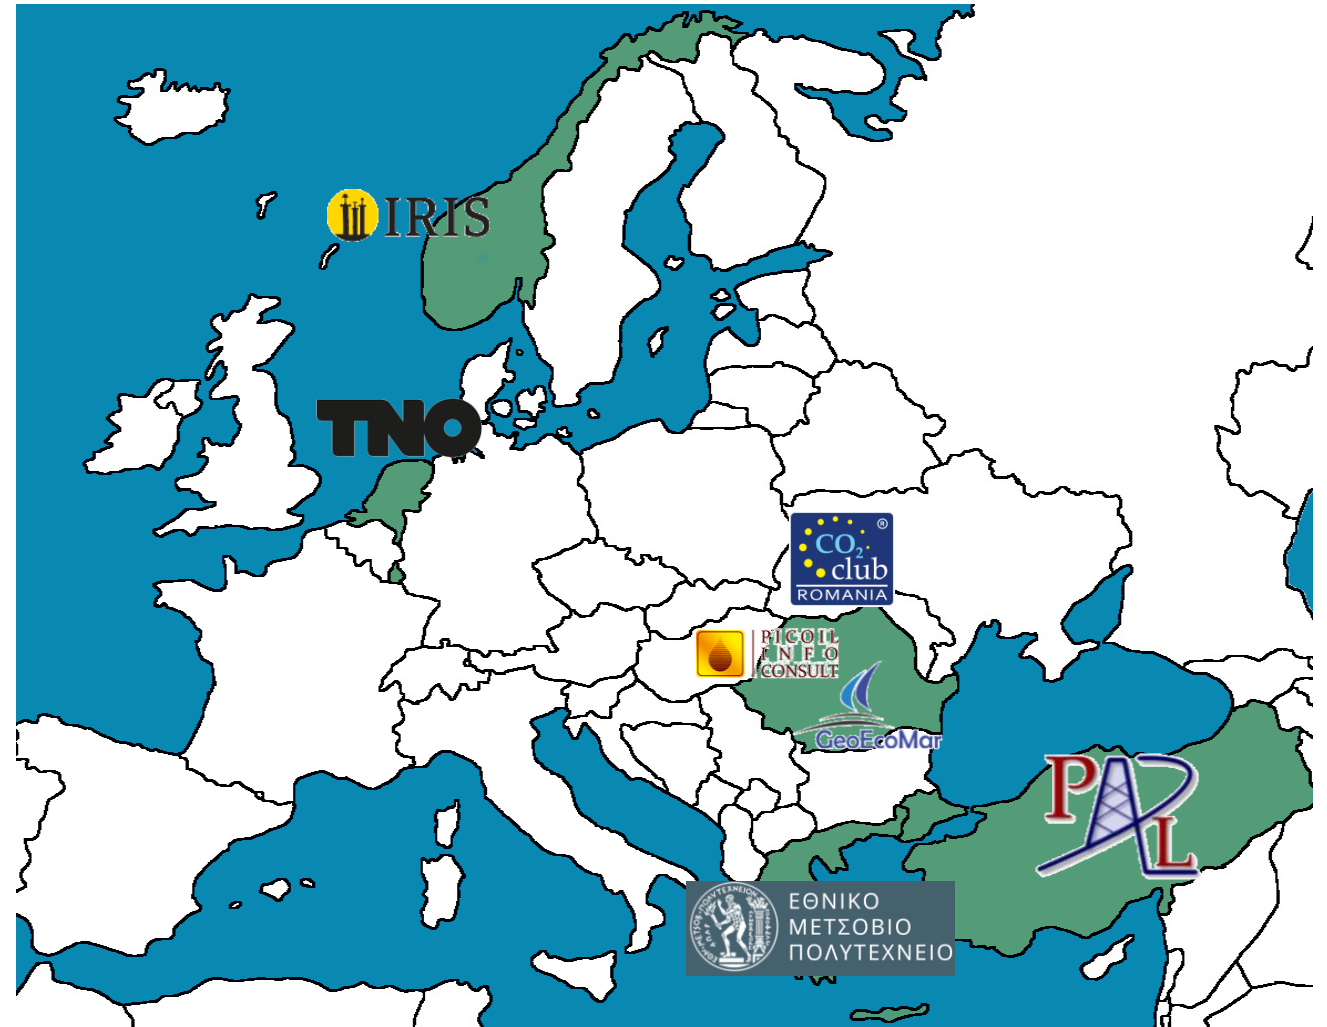 IRIS
TNO
CO₂
club
®
ROMANIA
PICOIL
INFO
CONSULT
GeoEcoMar
PAL
ΕΘΝΙΚΟ
ΜΕΤΣΟΒΙΟ
ΠΟΛΥΤΕΧΝΕΙΟ